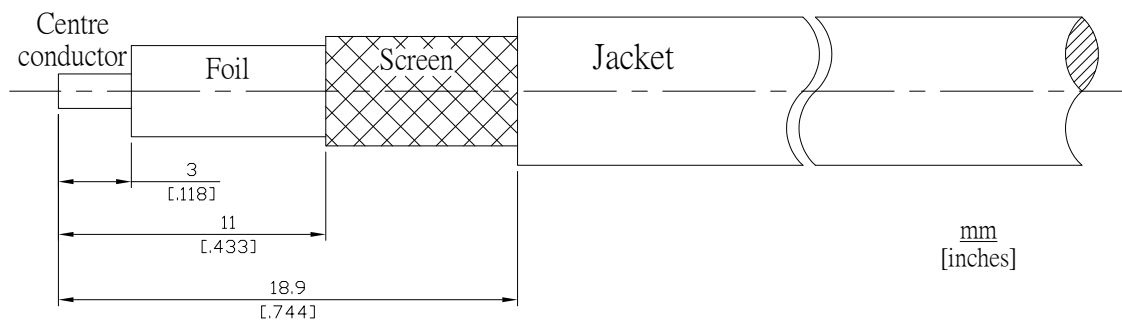 Centre
conductor
Foil
Screen
Jacket
3
[.118]
11
[.433]
18.9
[.744]
mm
[inches]